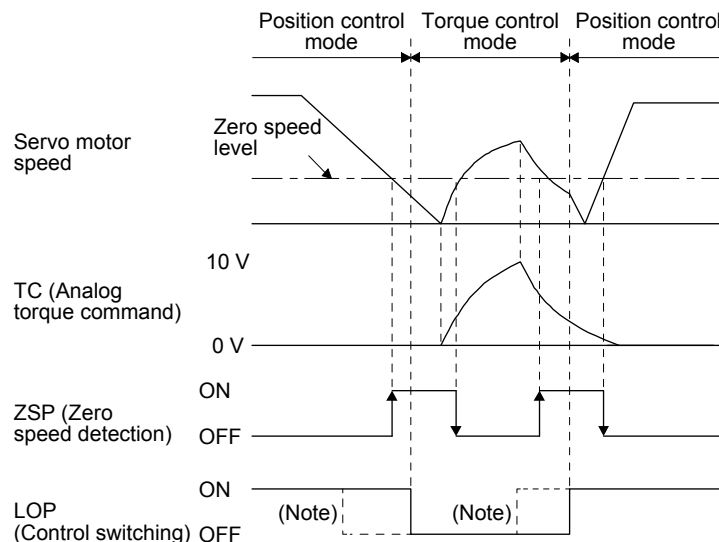 Position control
mode
Torque control
mode
Position control
mode
Servo motor
speed
Zero speed
level
10 V
TC (Analog
torque command)
0 V
ON
ZSP (Zero
speed detection)
OFF
ON
LOP
(Control switching)
(Note)
(Note)
OFF